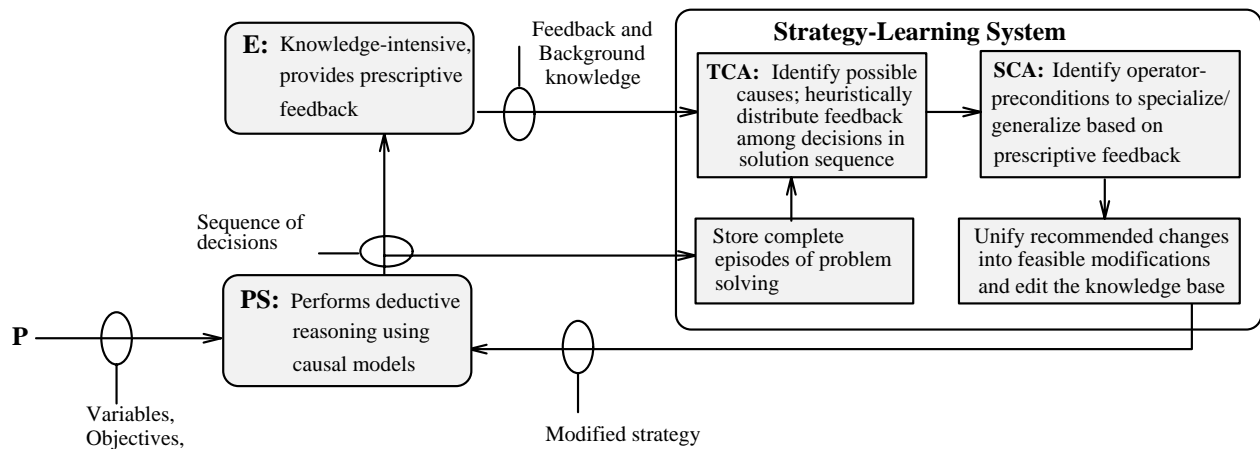 E: Knowledge-intensive,
provides prescriptive
feedback
Feedback and
Background
knowledge
Strategy-Learning System
TCA: Identify possible
causes; heuristically
distribute feedback
among decisions in
solution sequence
SCA: Identify operator-
preconditions to specialize/
generalize based on
prescriptive feedback
Sequence of
decisions
Store complete
episodes of problem
solving
Unify recommended changes
into feasible modifications
and edit the knowledge base
PS: Performs deductive
reasoning using
causal models
P
Variables,
Objectives,
Modified strategy